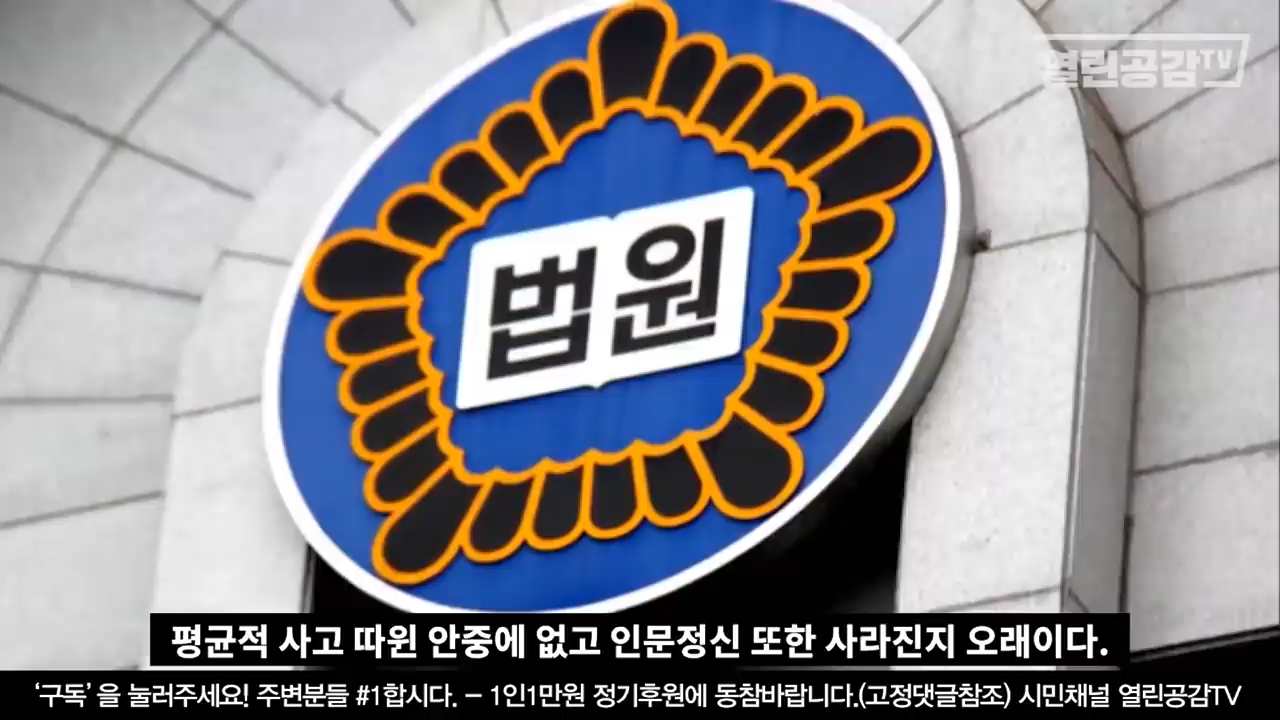 열린공감TV
법원
평균적 사고 따윈 안중에 없고 인문정신 또한 사라진지 오래이다.
‘구독’을 눌러주세요! 주변분들 #1합시다. – 1인1만원 정기후원에 동참바랍니다.(고정댓글참조) 시민채널 열린공감TV